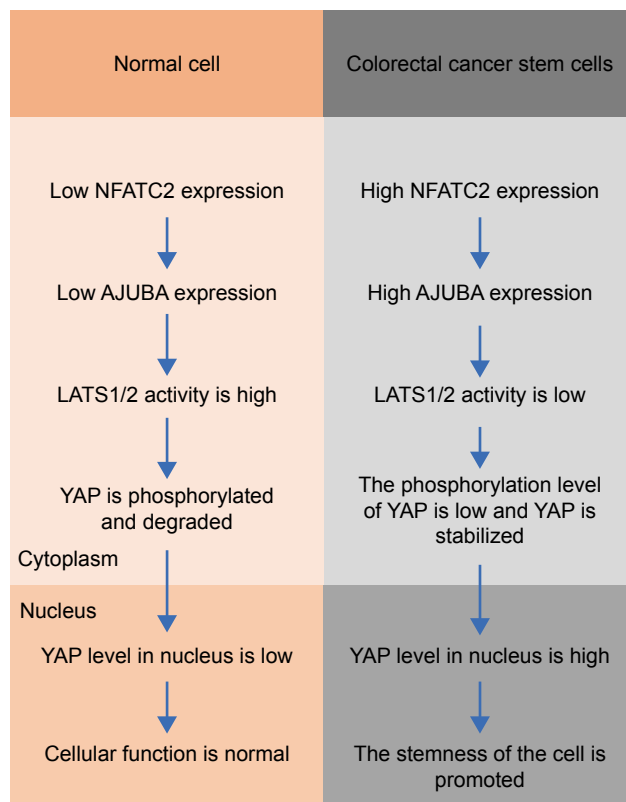 Normal cell
Colorectal cancer stem cells
Low NFATC2 expression
High NFATC2 expression
Low AJUBA expression
High AJUBA expression
LATS1/2 activity is high
LATS1/2 activity is low
YAP is phosphorylated
and degraded
The phosphorylation level
of YAP is low and YAP is
stabilized
Cytoplasm
Nucleus
YAP level in nucleus is low
YAP level in nucleus is high
Cellular function is normal
The stemness of the cell is
promoted